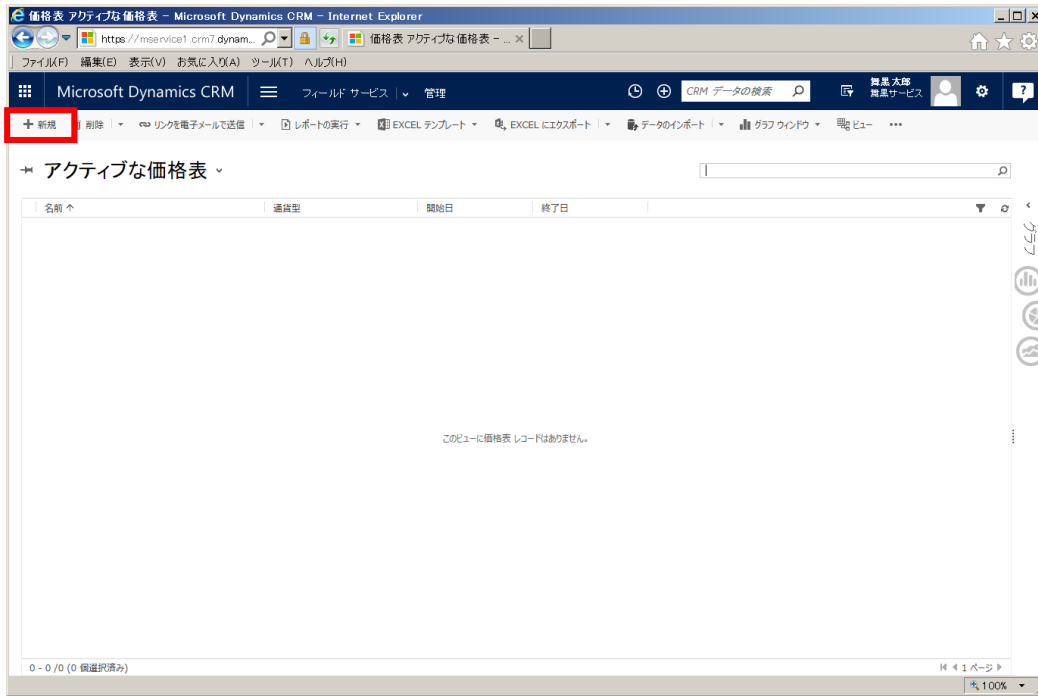 価格表 アクティブな価格表 - Microsoft Dynamics CRM - Internet Explorer
https://mservice1.crm7.dynam... 価格表 アクティブな価格表 - ...
ファイル(F) 編集(E) 表示(V) お気に入り(A) ツール(T) ヘルプ(H)
Microsoft Dynamics CRM フィールド サービス 管理 CRM データの検索 舞黒太郎
舞黒サービス
新規 削除 リンクを電子メールで送信 レポートの実行 EXCEL テンプレート EXCEL にエクスポート データのインポート グラフ ウィンドウ ビュー ...
アクティブな価格表
名前 通貨型 開始日 終了日
グラフ
このビューに価格表 レコードはありません。
0 - 0 /0 (0 個選択済み) 1 ページ
100%